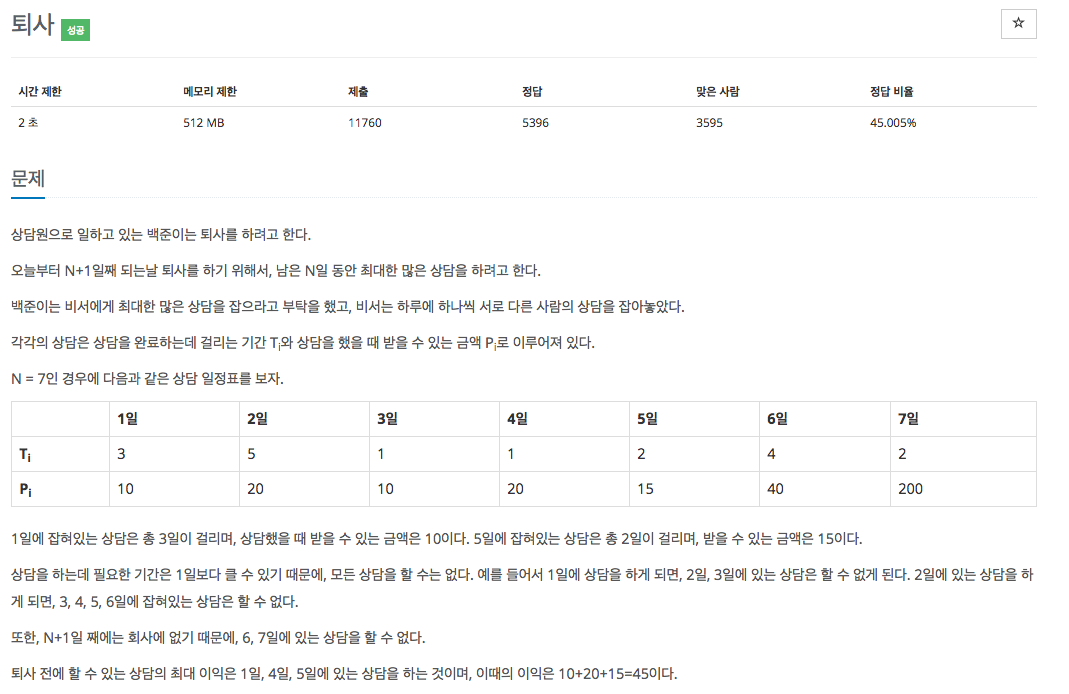 퇴사 성공
☆
시간 제한 메모리 제한 제출 정답 맞은 사람 정답 비율
2 초 512 MB 11760 5396 3595 45.005%
문제
상담원으로 일하고 있는 백준이는 퇴사를 하려고 한다.
오늘부터 N+1일째 되는날 퇴사를 하기 위해서, 남은 N일 동안 최대한 많은 상담을 하려고 한다.
백준이는 비서에게 최대한 많은 상담을 잡으라고 부탁을 했고, 비서는 하루에 하나씩 서로 다른 사람의 상담을 잡아놓았다.
각각의 상담은 상담을 완료하는데 걸리는 기간 Ti와 상담을 했을 때 받을 수 있는 금액 Pi로 이루어져 있다.
N = 7인 경우에 다음과 같은 상담 일정표를 보자.
1일 2일 3일 4일 5일 6일 7일
Ti 3 5 1 1 2 4 2
Pi 10 20 10 20 15 40 200
1일에 잡혀있는 상담은 총 3일이 걸리며, 상담했을 때 받을 수 있는 금액은 10이다. 5일에 잡혀있는 상담은 총 2일이 걸리며, 받을 수 있는 금액은 15이다.
상담을 하는데 필요한 기간은 1일보다 클 수 있기 때문에, 모든 상담을 할 수는 없다. 예를 들어서 1일에 상담을 하게 되면, 2일, 3일에 있는 상담은 할 수 없게 된다. 2일에 있는 상담을 하
게 되면, 3, 4, 5, 6일에 잡혀있는 상담은 할 수 없다.
또한, N+1일 째에는 회사에 없기 때문에, 6, 7일에 있는 상담을 할 수 없다.
퇴사 전에 할 수 있는 상담의 최대 이익은 1일, 4일, 5일에 있는 상담을 하는 것이며, 이때의 이익은 10+20+15=45이다.